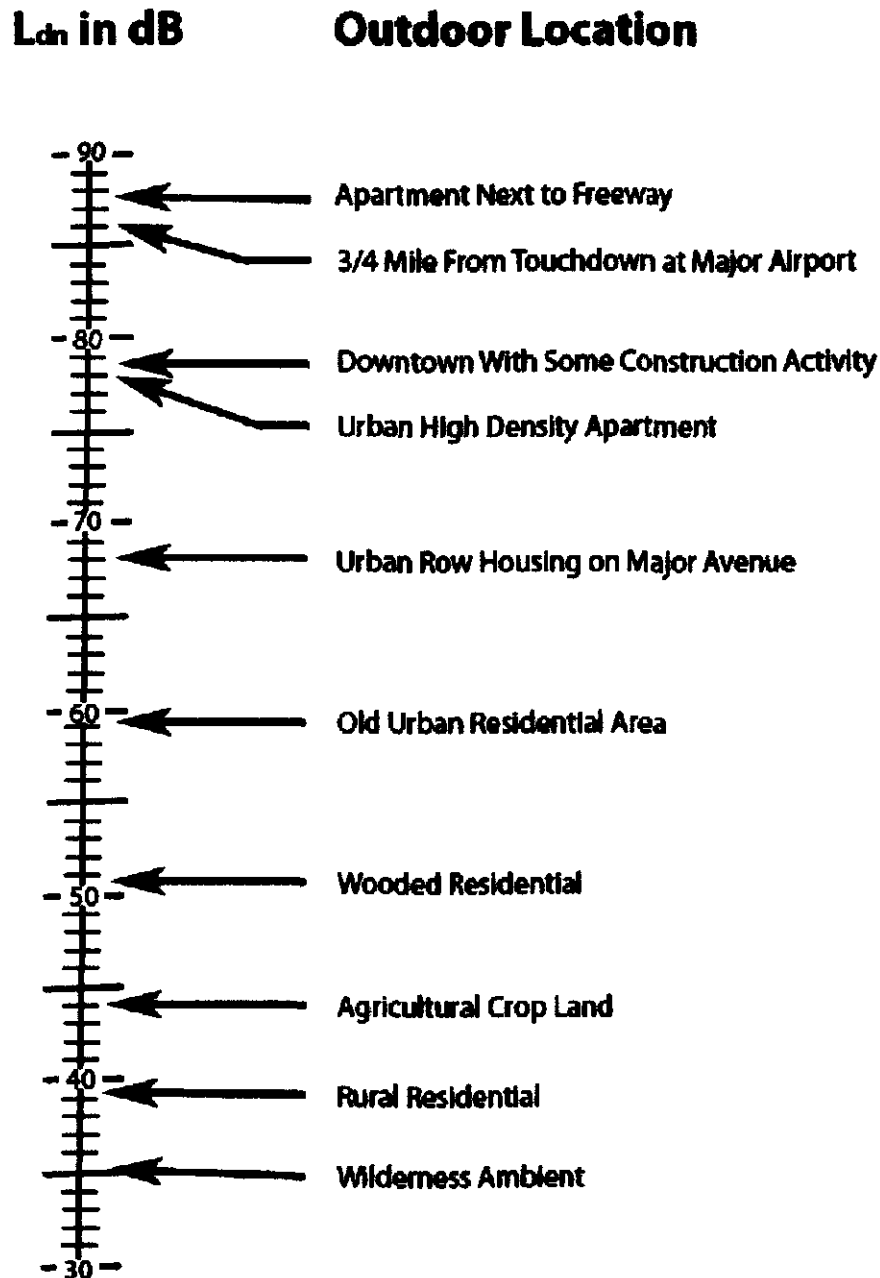 Ldn in dB Outdoor Location
90
Apartment Next to Freeway
3/4 Mile From Touchdown at Major Airport
80
Downtown With Some Construction Activity
Urban High Density Apartment
70
Urban Row Housing on Major Avenue
60
Old Urban Residential Area
Wooded Residential
50
Agricultural Crop Land
40
Rural Residential
Wilderness Ambient
30